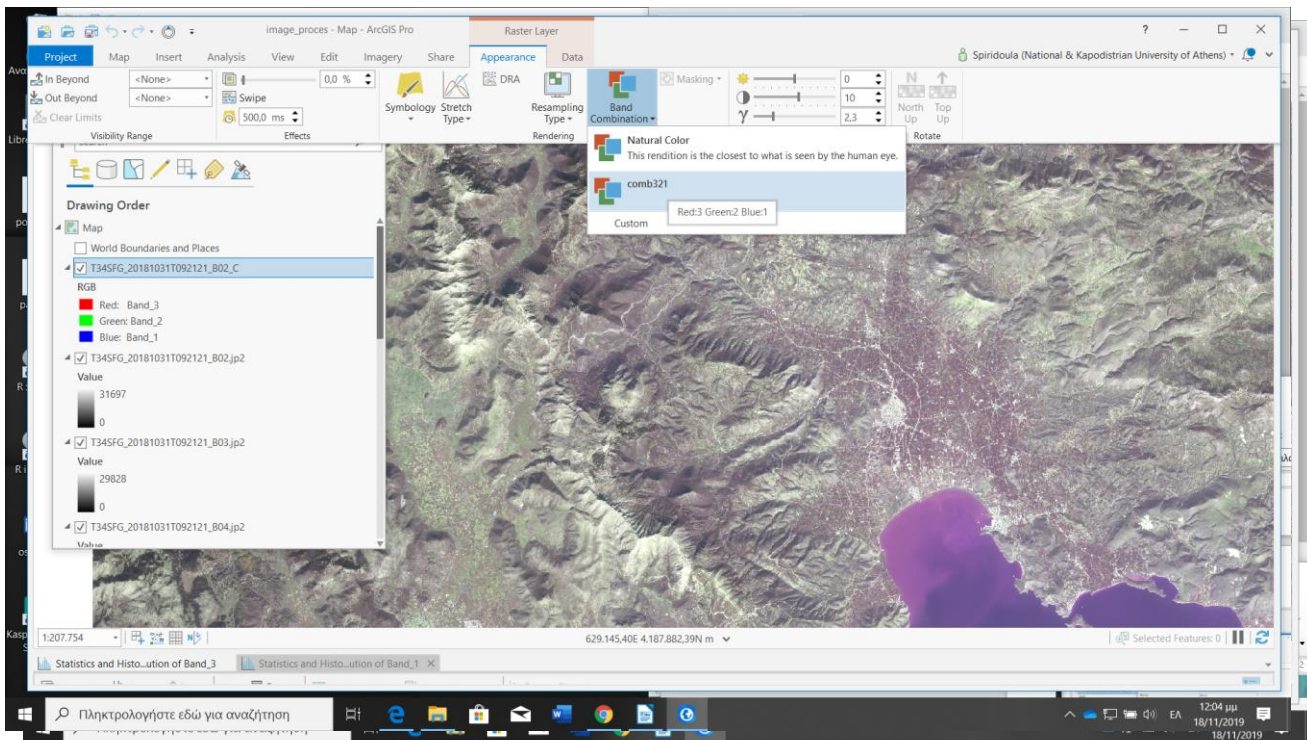 image_proces - Map - ArcGIS Pro
Raster Layer
? — □ ×
Project Map Insert Analysis View Edit Imagery Share Appearance Data
Spiridoula (National & Kapodistrian University of Athens)
In Beyond <None>
Out Beyond <None>
Clear Limits
Visibility Range
0,0 %
Swipe
500,0 ms
Effects
Symbology
Stretch Type
DRA
Resampling Type
Band Combination
Rendering
Masking
0
10
γ 2,3
North Up
Top Up
Rotate
Natural Color
This rendition is the closest to what is seen by the human eye.
comb321
Red:3 Green:2 Blue:1
Custom
Drawing Order
Map
World Boundaries and Places
T34SFG_20181031T092121_B02_C
RGB
Red: Band_3
Green: Band_2
Blue: Band_1
T34SFG_20181031T092121_B02.jp2
Value
31697
0
T34SFG_20181031T092121_B03.jp2
Value
29828
0
T34SFG_20181031T092121_B04.jp2
Value
1:207.754
629.145,40E 4.187.882,39N m
Selected Features: 0
Statistics and Histo...ution of Band_3
Statistics and Histo...ution of Band_1
Πληκτρολογήστε εδώ για αναζήτηση
ΕΛ
12:04 μμ
18/11/2019
18/11/2019